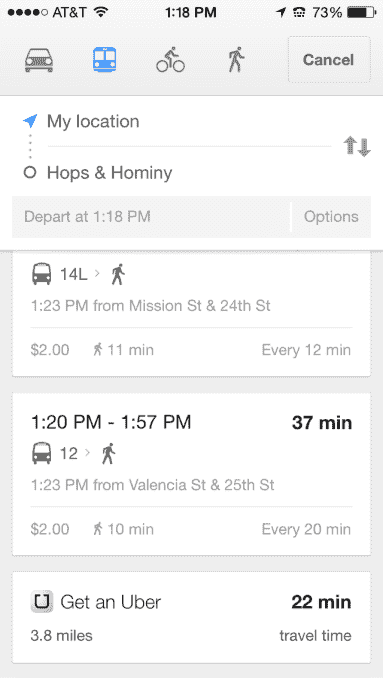 AT&T 1:18 PM 73%
Cancel
My location
Hops & Hominy
Depart at 1:18 PM Options
14L >
1:23 PM from Mission St & 24th St
$2.00 11 min Every 12 min
1:20 PM - 1:57 PM 37 min
12 >
1:23 PM from Valencia St & 25th St
$2.00 10 min Every 20 min
Get an Uber 22 min
3.8 miles travel time